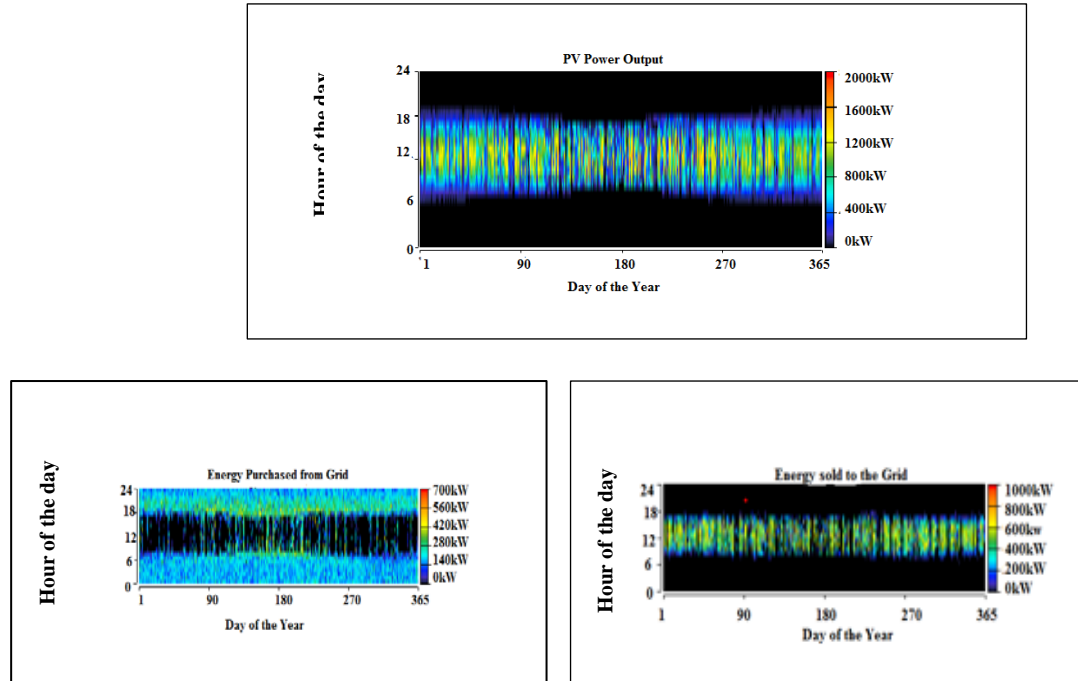 PV Power Output
Hour of the day
24
18
12
6
0
2000kW
1600kW
1200kW
800kW
400kW
0kW
1 90 180 270 365
Day of the Year
Energy Purchased from Grid
Hour of the day
24
18
12
6
0
700kW
560kW
420kW
280kW
140kW
0kW
1 90 180 270 365
Day of the Year
Energy sold to the Grid
Hour of the day
24
18
12
6
0
1000kW
800kW
600kw
400kW
200kW
0kW
1 90 180 270 365
Day of the Year